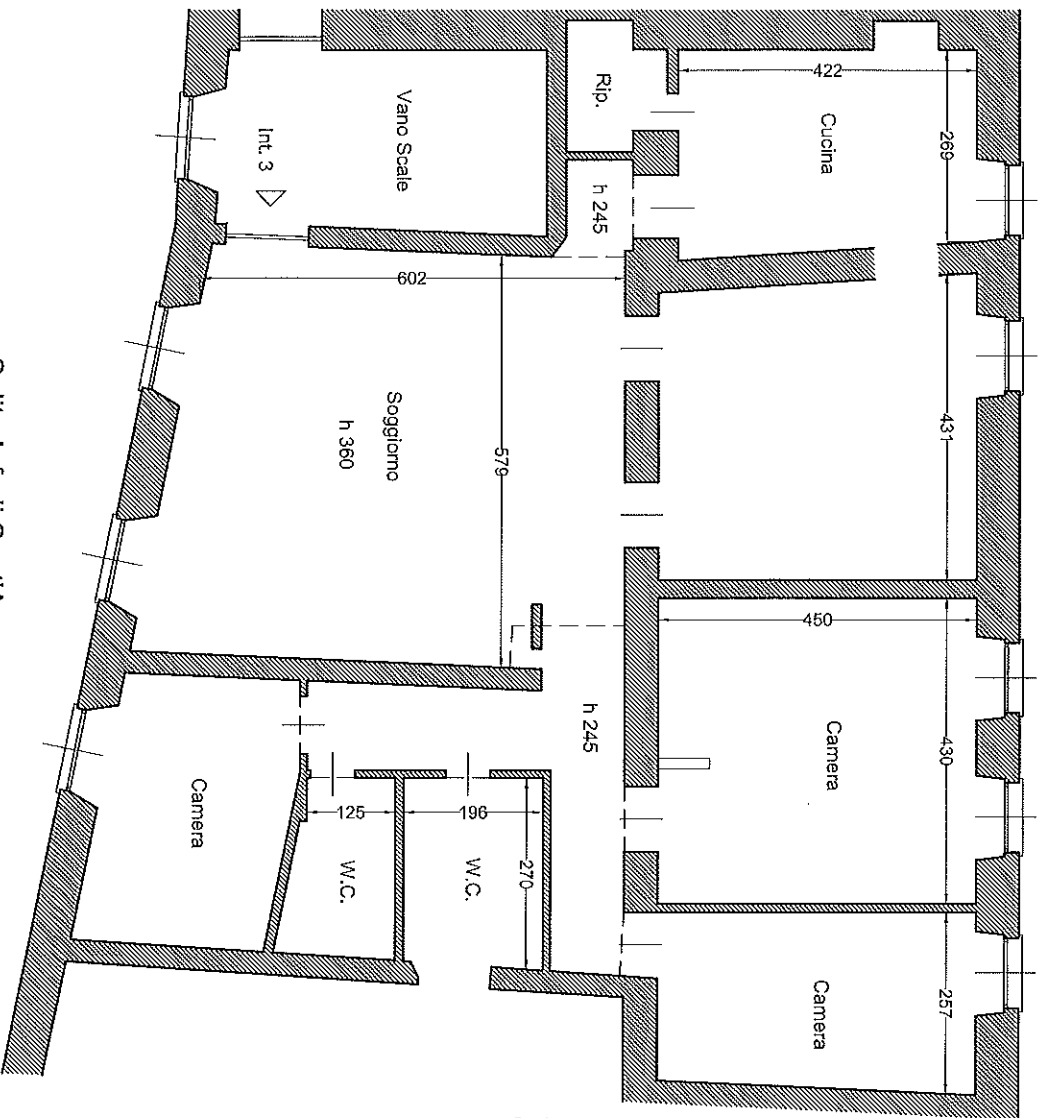 422
Cucina
269
Rip.
Vano Scale
Int. 3
h 245
602
431
Soggiorno
h 360
579
450
Camera
430
h 245
Camera
125
W.C.
196
W.C.
270
Camera
257